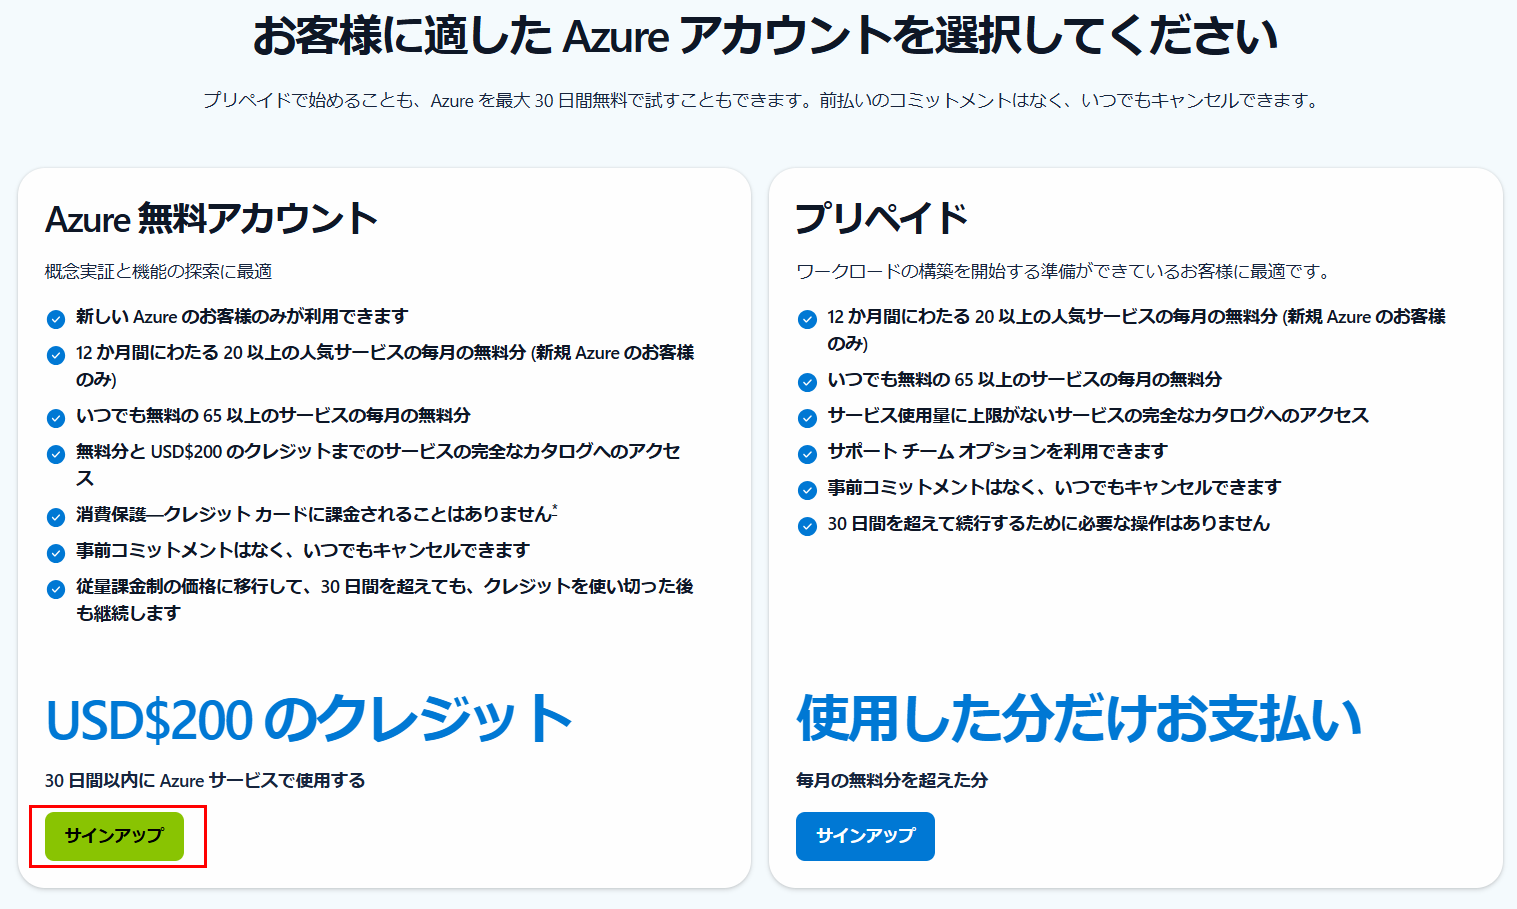 お客様に適した Azure アカウントを選択してください
プリペイドで始めることも、Azure を最大 30 日間無料で試すこともできます。前払いのコミットメントはなく、いつでもキャンセルできます。
Azure 無料アカウント
概念実証と機能の探索に最適
新しい Azure のお客様のみが利用できます
12 か月間にわたる 20 以上の人気サービスの毎月の無料分 (新規 Azure のお客様
のみ)
いつでも無料の 65 以上のサービスの毎月の無料分
無料分と USD$200 のクレジットまでのサービスの完全なカタログへのアクセ
ス
消費保護—クレジット カードに課金されることはありません*
事前コミットメントはなく、いつでもキャンセルできます
従量課金制の価格に移行して、30 日間を超えても、クレジットを使い切った後
も継続します
USD$200 のクレジット
30 日間以内に Azure サービスで使用する
サインアップ
プリペイド
ワークロードの構築を開始する準備ができているお客様に最適です。
12 か月間にわたる 20 以上の人気サービスの毎月の無料分 (新規 Azure のお客様
のみ)
いつでも無料の 65 以上のサービスの毎月の無料分
サービス使用量に上限がないサービスの完全なカタログへのアクセス
サポート チーム オプションを利用できます
事前コミットメントはなく、いつでもキャンセルできます
30 日間を超えて続行するために必要な操作はありません
使用した分だけお支払い
毎月の無料分を超えた分
サインアップ